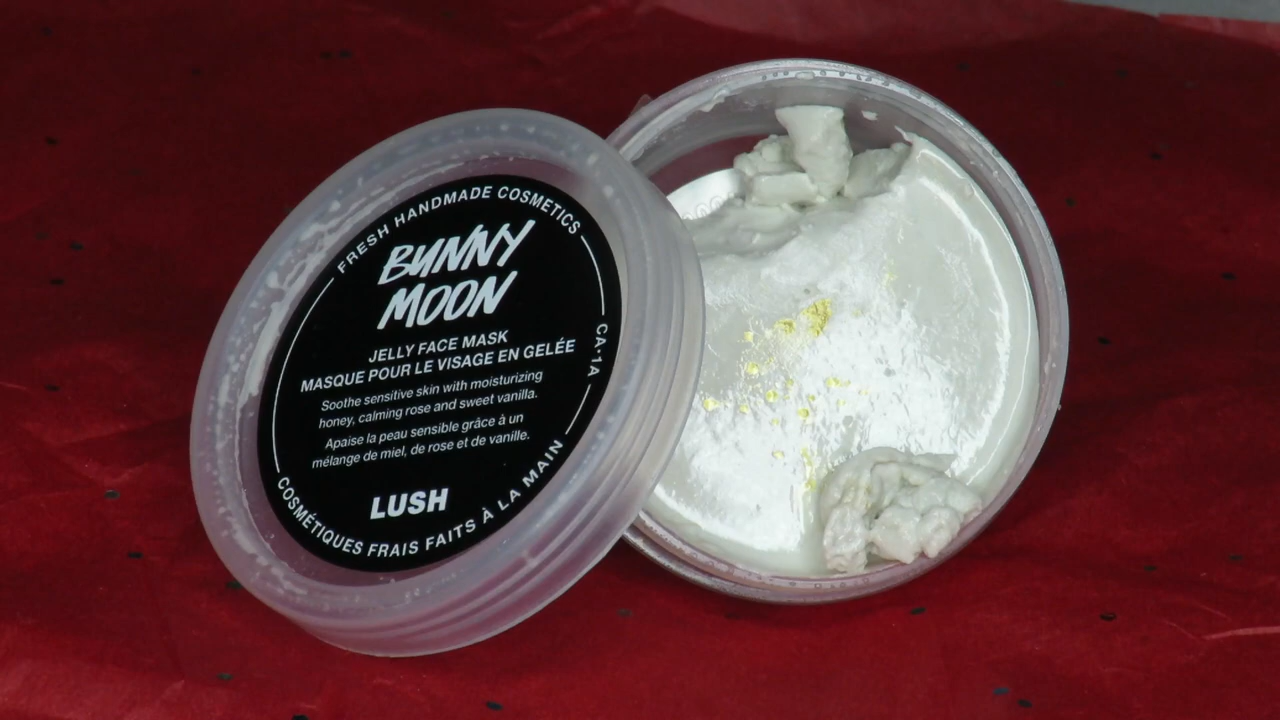 FRESH HANDMADE COSMETICS
BUNNY
MOON
JELLY FACE MASK
MASQUE POUR LE VISAGE EN GELÉE
Soothe sensitive skin with moisturizing
honey, calming rose and sweet vanilla.
Apaise la peau sensible grâce à un
mélange de miel, de rose et de vanille.
LUSH
CA·1A
COSMÉTIQUES FRAIS FAITS À LA MAIN